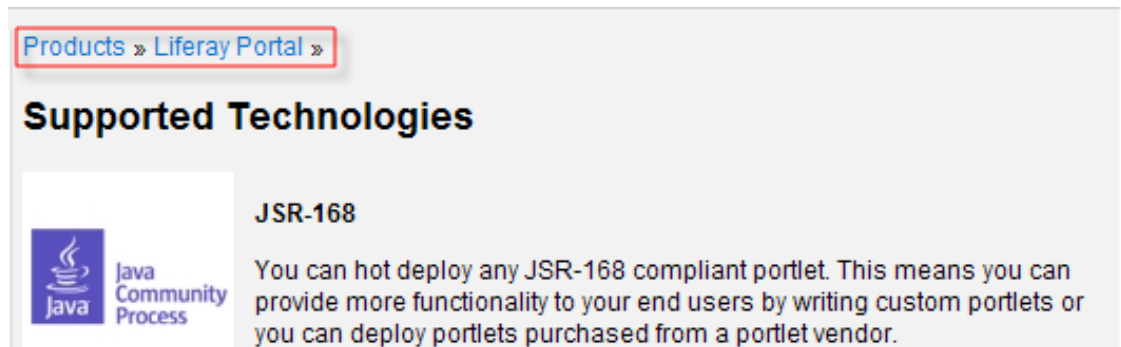 Products » Liferay Portal »
Supported Technologies
JSR-168
Java
Java
Community
Process
You can hot deploy any JSR-168 compliant portlet. This means you can
provide more functionality to your end users by writing custom portlets or
you can deploy portlets purchased from a portlet vendor.